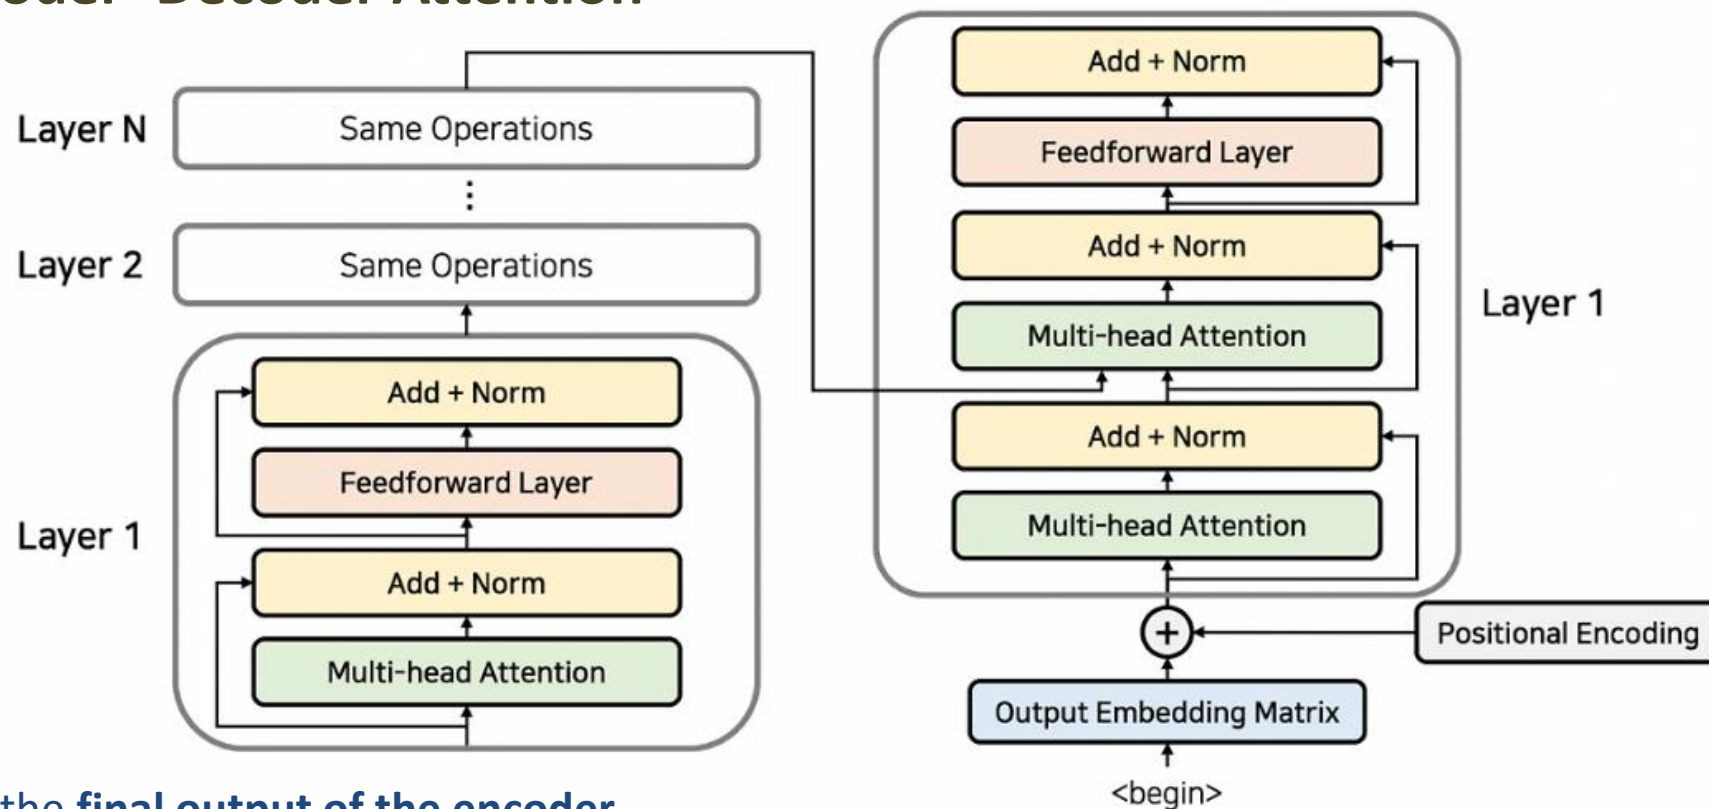 Decoder Attention
Layer N
Same Operations
⋮
Layer 2
Same Operations
Layer 1
Add + Norm
Feedforward Layer
Add + Norm
Multi-head Attention
Add + Norm
Feedforward Layer
Add + Norm
Multi-head Attention
Add + Norm
Multi-head Attention
Layer 1
+
Positional Encoding
Output Embedding Matrix
<begin>
the final output of the encoder